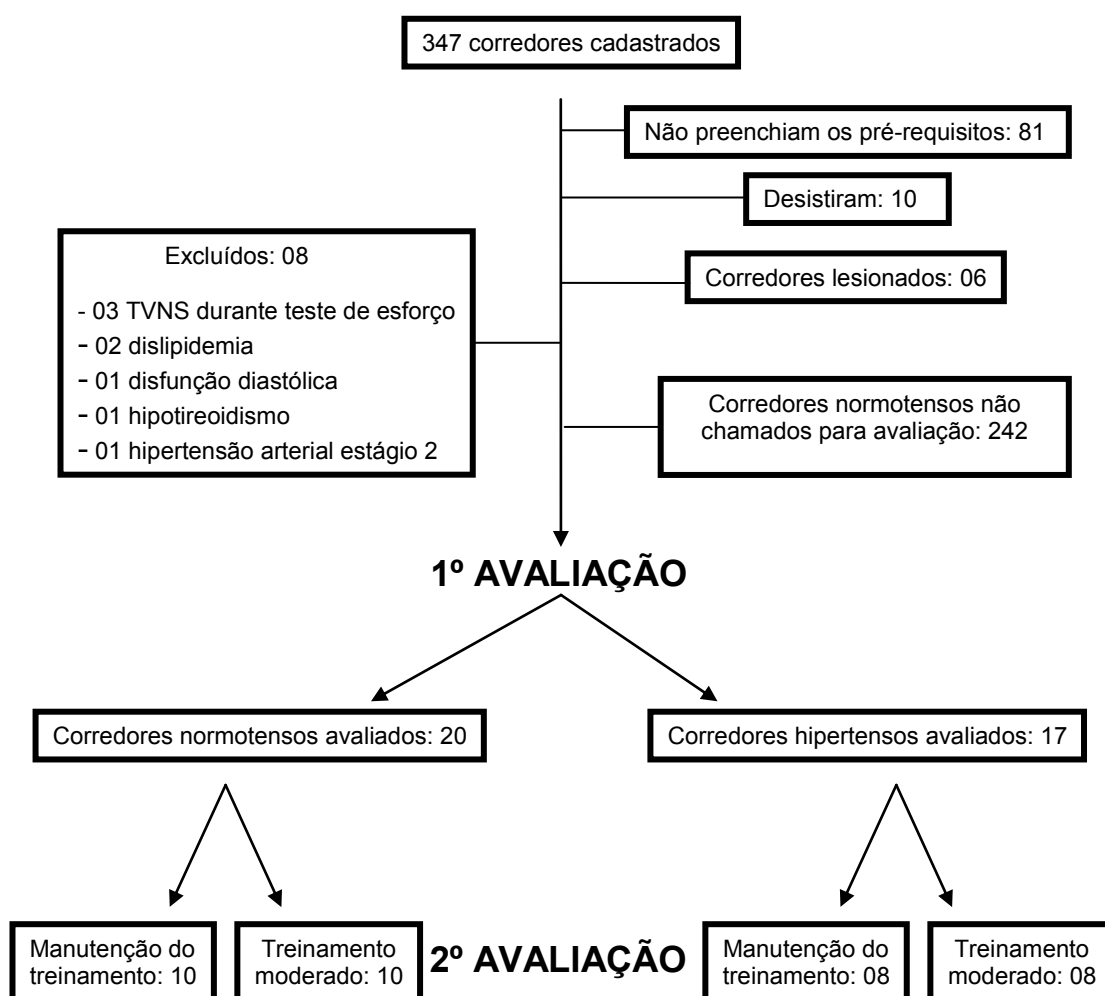 347 corredores cadastrados
Não preenchiam os pré-requisitos: 81
Desistiram: 10
Excluídos: 08
- 03 TVNS durante teste de esforço
- 02 dislipidemia
- 01 disfunção diastólica
- 01 hipotireoidismo
- 01 hipertensão arterial estágio 2
Corredores lesionados: 06
Corredores normotensos não
chamados para avaliação: 242
1º AVALIAÇÃO
Corredores normotensos avaliados: 20
Corredores hipertensos avaliados: 17
Manutenção do
treinamento: 10
Treinamento
moderado: 10
2º AVALIAÇÃO
Manutenção do
treinamento: 08
Treinamento
moderado: 08